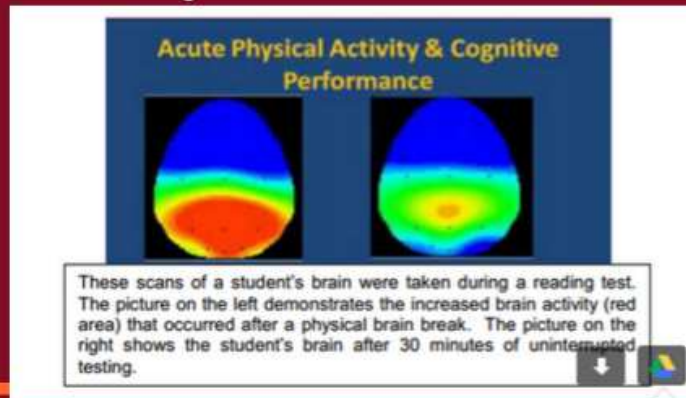 Acute Physical Activity & Cognitive
Performance
These scans of a student's brain were taken during a reading test.
The picture on the left demonstrates the increased brain activity (red
area) that occurred after a physical brain break. The picture on the
right shows the student's brain after 30 minutes of uninterrupted
testing.